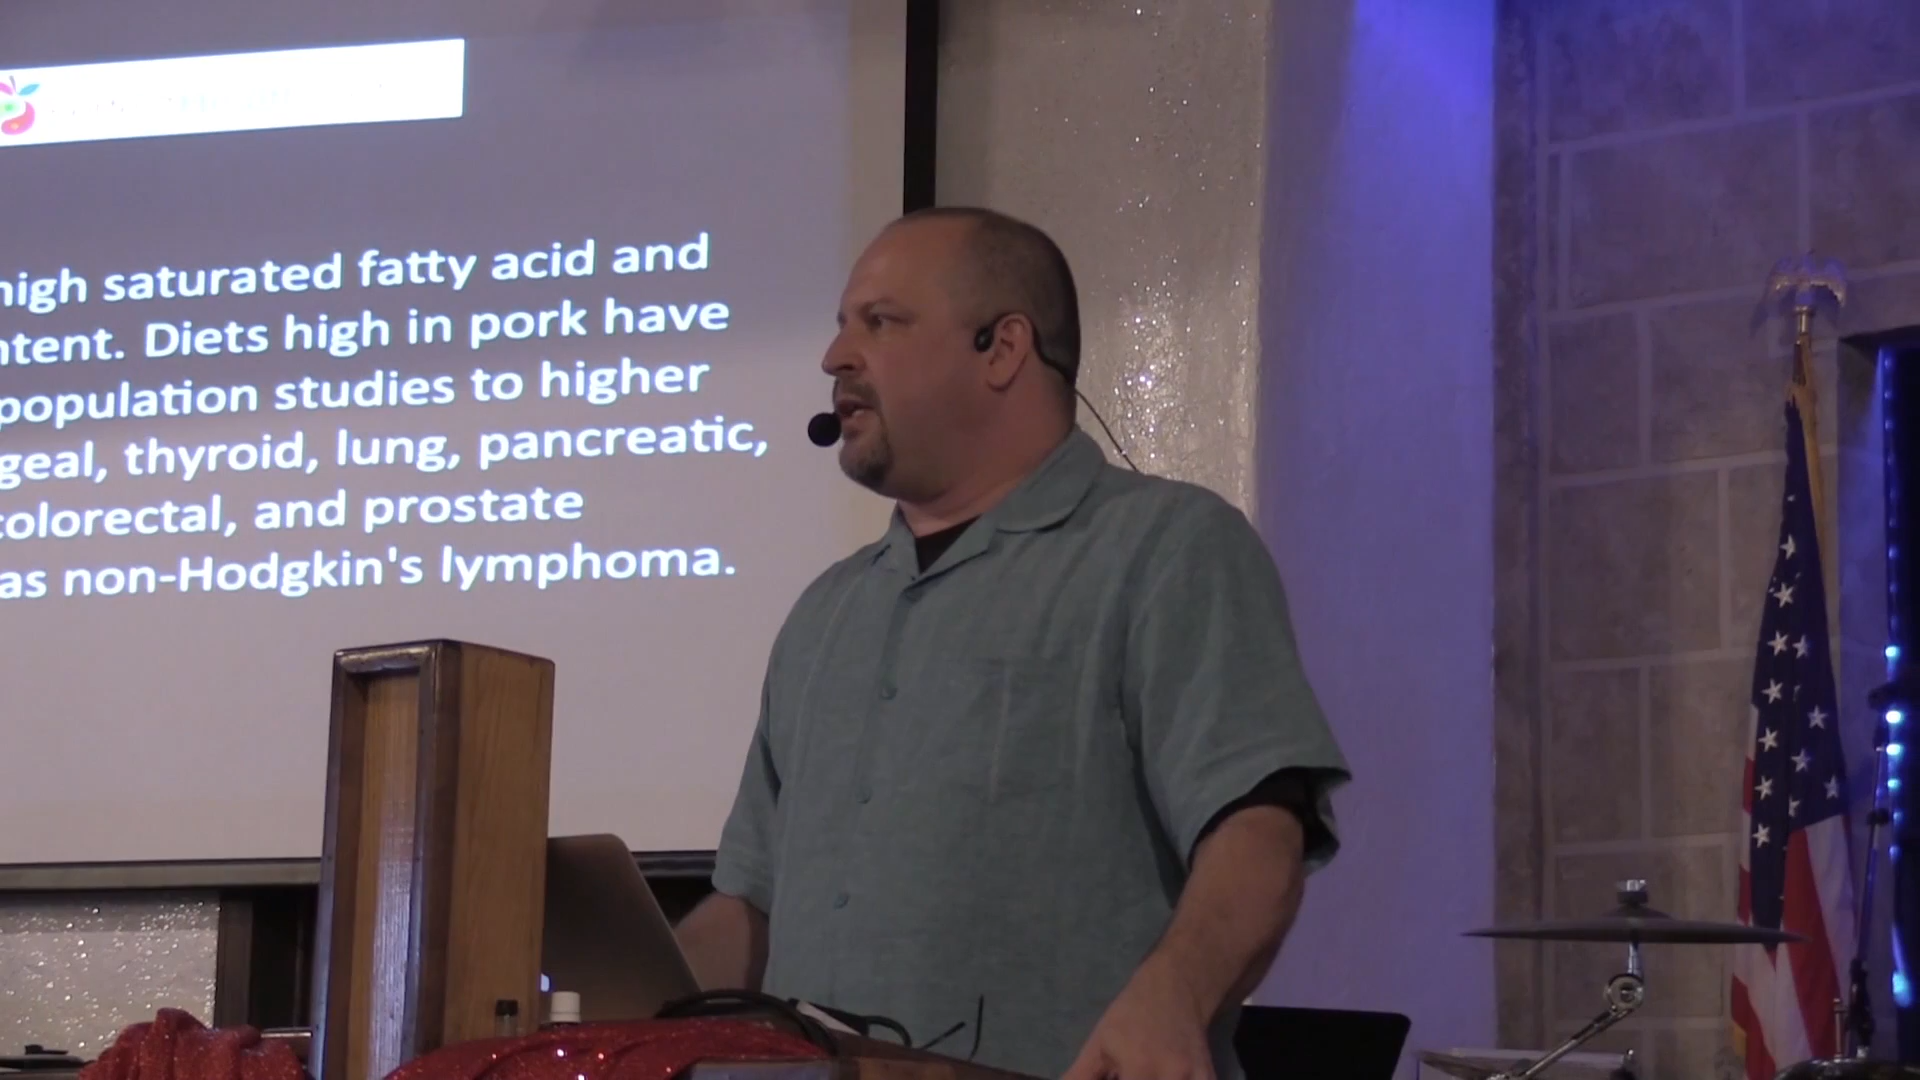 high saturated fatty acid and
ntent. Diets high in pork have
population studies to higher
geal, thyroid, lung, pancreatic,
colorectal, and prostate
as non-Hodgkin's lymphoma.